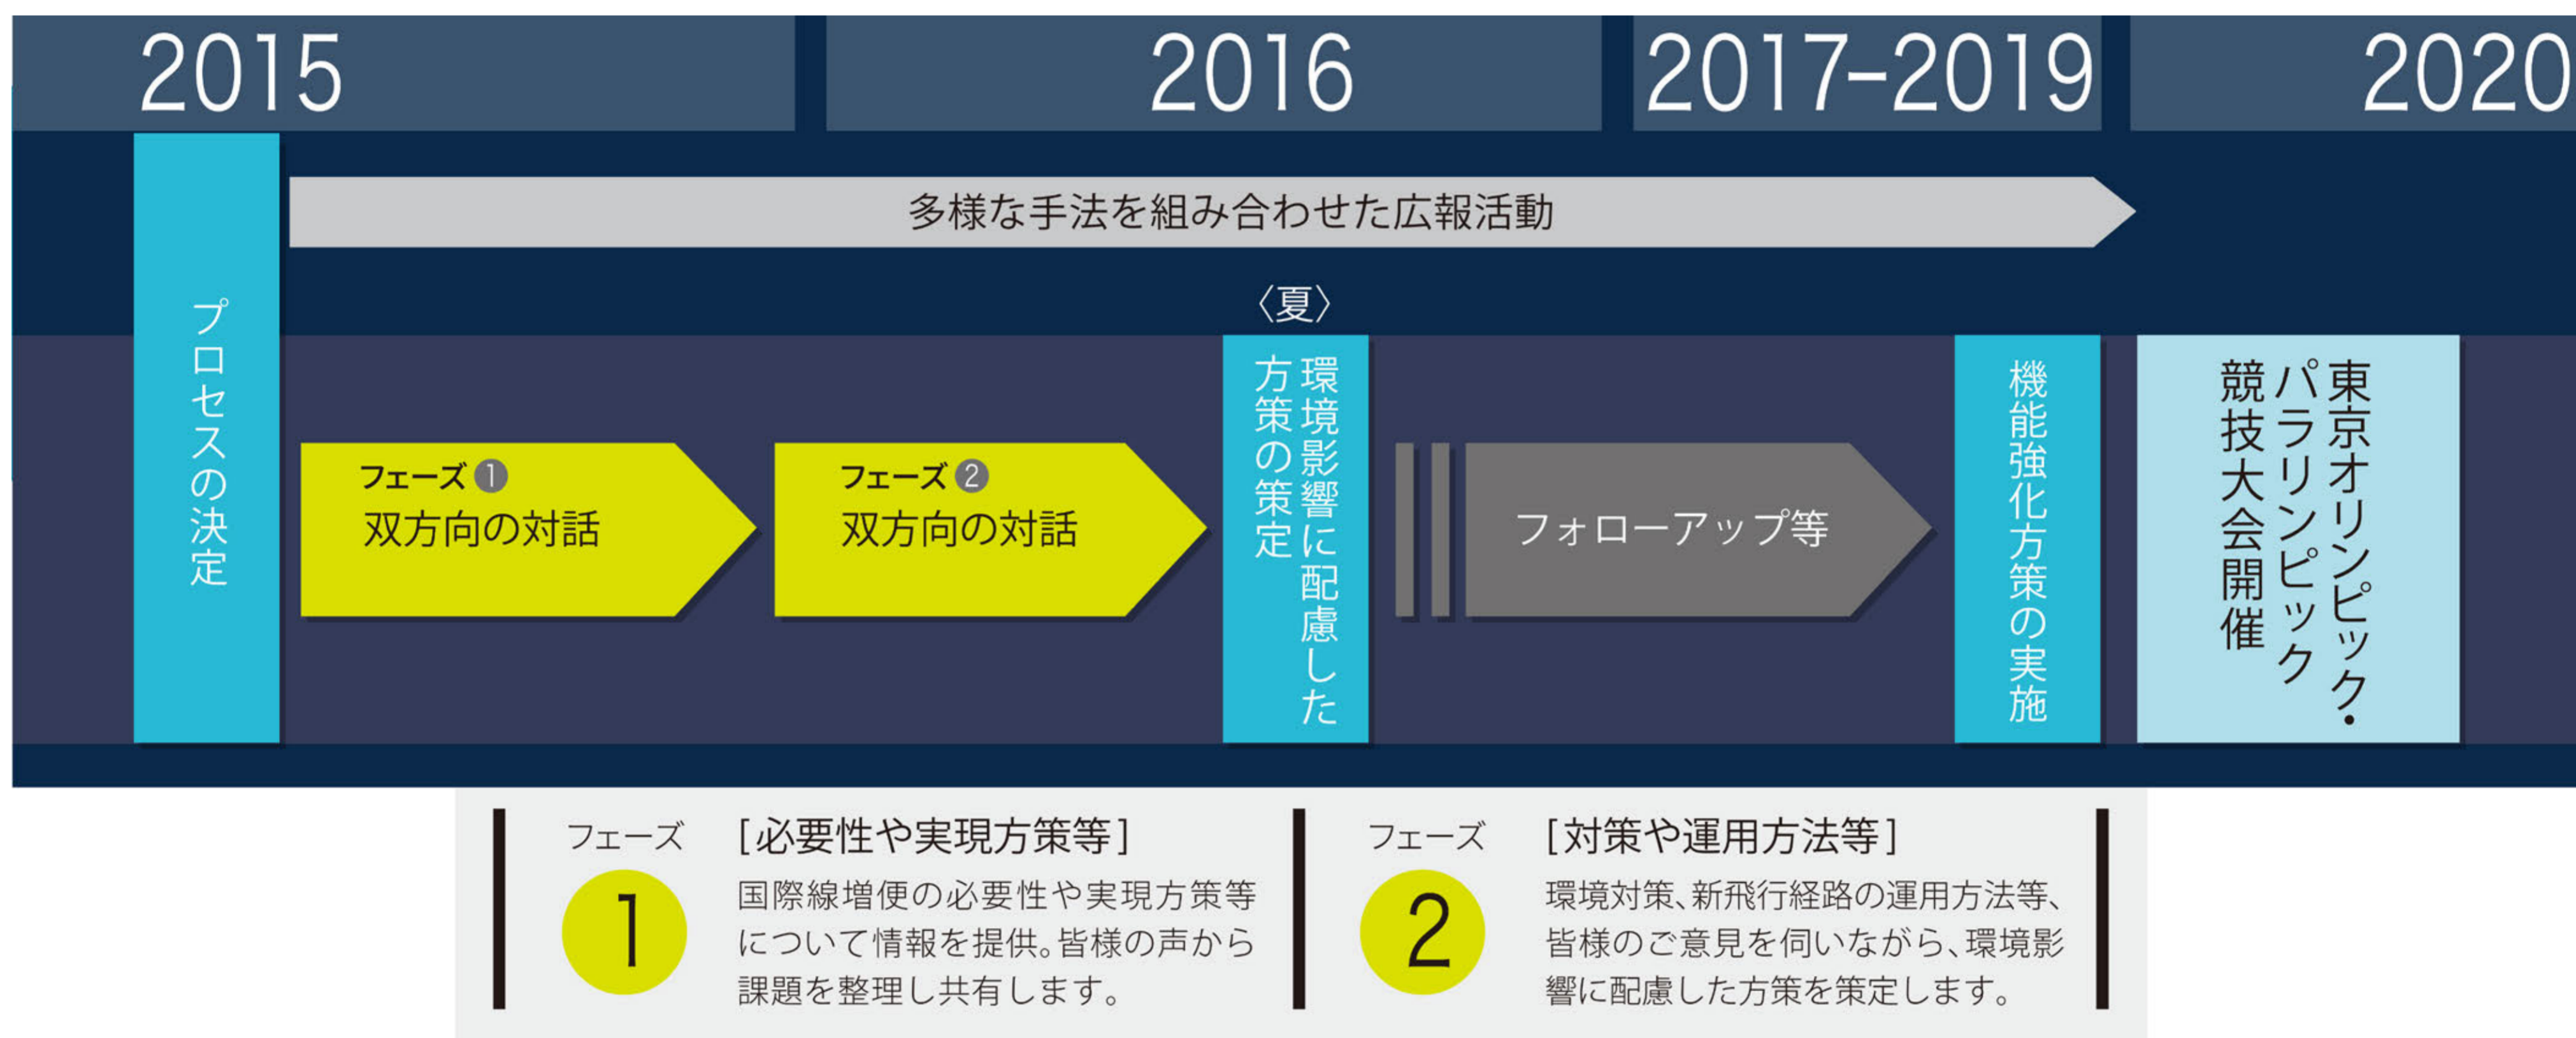 2015
2016
2017–2019
2020
多様な手法を組み合わせた広報活動
プロセスの決定
フェーズ 1
双方向の対話
フェーズ 2
双方向の対話
〈夏〉
環境影響に配慮した
方策の策定
フォローアップ等
機能強化方策の実施
東京オリンピック・
パラリンピック
競技大会開催
フェーズ
1
[必要性や実現方策等]
国際線増便の必要性や実現方策等
について情報を提供。皆様の声から
課題を整理し共有します。
フェーズ
2
[対策や運用方法等]
環境対策、新飛行経路の運用方法等、
皆様のご意見を伺いながら、環境影
響に配慮した方策を策定します。